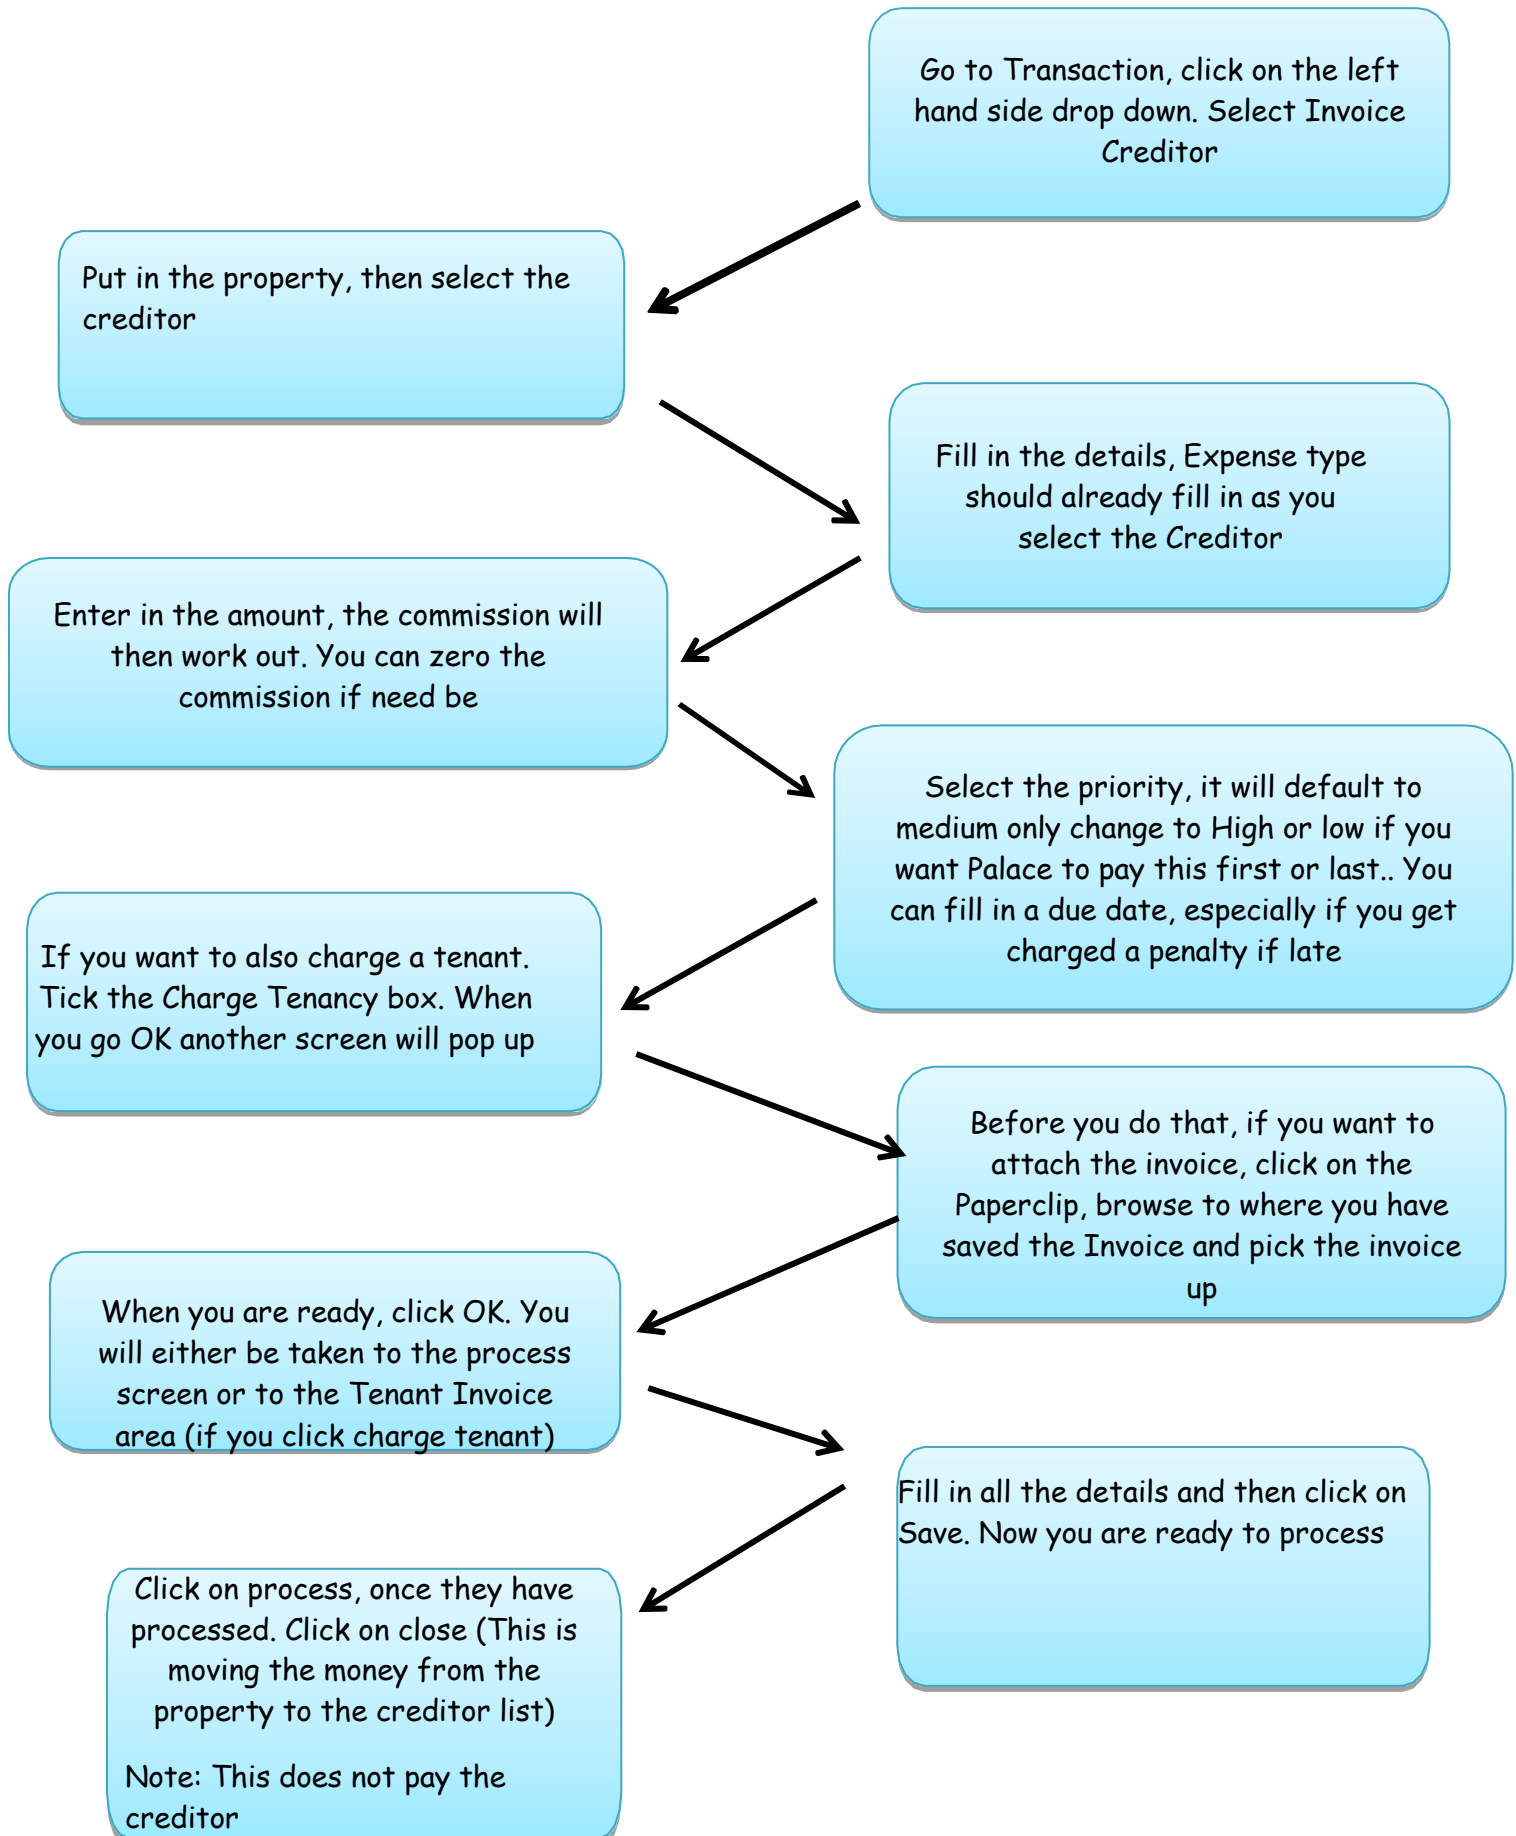 Go to Transaction, click on the left
hand side drop down. Select Invoice
Creditor
Put in the property, then select the
creditor
Fill in the details, Expense type
should already fill in as you
select the Creditor
Enter in the amount, the commission will
then work out. You can zero the
commission if need be
Select the priority, it will default to
medium only change to High or low if you
want Palace to pay this first or last.. You
can fill in a due date, especially if you get
charged a penalty if late
If you want to also charge a tenant.
Tick the Charge Tenancy box. When
you go OK another screen will pop up
Before you do that, if you want to
attach the invoice, click on the
Paperclip, browse to where you have
saved the Invoice and pick the invoice
up
When you are ready, click OK. You
will either be taken to the process
screen or to the Tenant Invoice
area (if you click charge tenant)
Fill in all the details and then click on
Save. Now you are ready to process
Click on process, once they have
processed. Click on close (This is
moving the money from the
property to the creditor list)
Note: This does not pay the
creditor